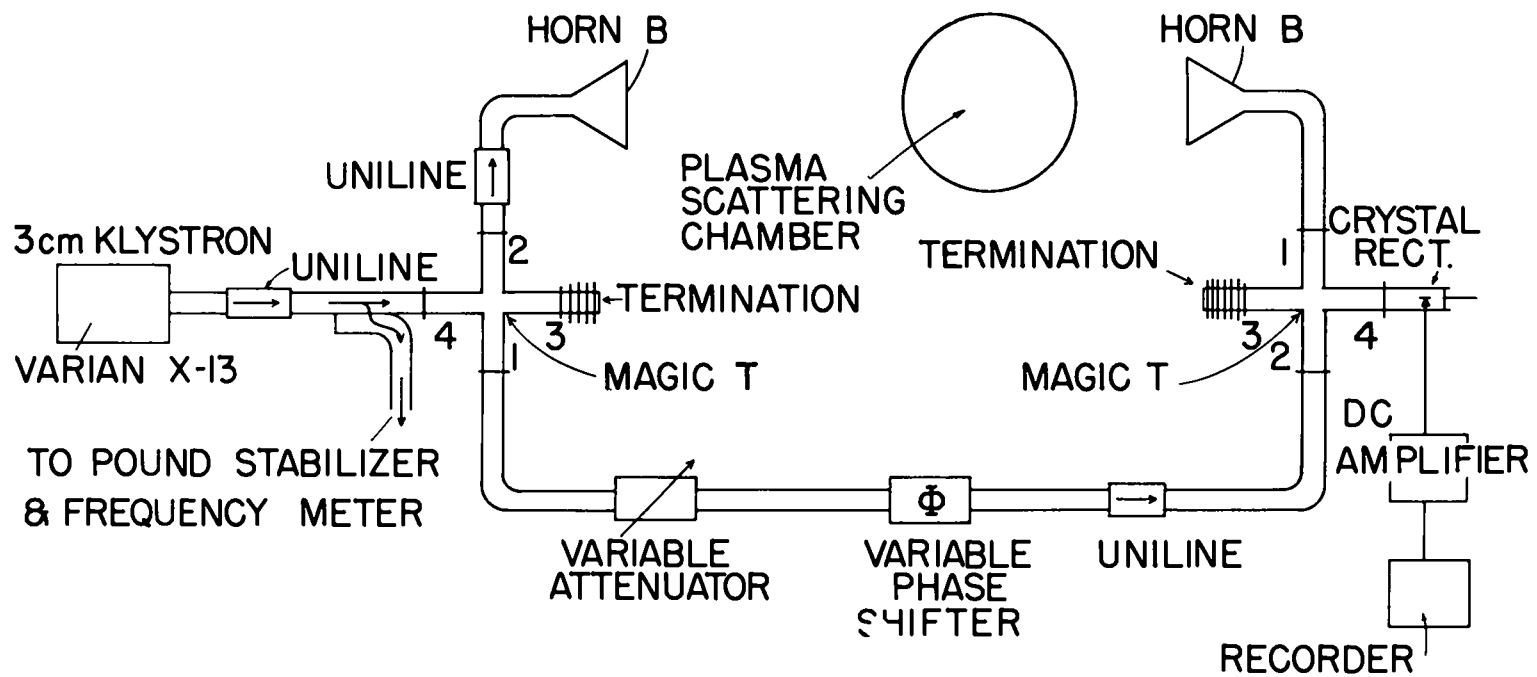 HORN B
HORN B
UNILINE
PLASMA
SCATTERING
CHAMBER
3cm KLYSTRON
UNILINE
2
TERMINATION
1
CRYSTAL
RECT.
TERMINATION
4
3
3
2
4
1
VARIAN X-13
MAGIC T
MAGIC T
TO POUND STABILIZER
& FREQUENCY METER
DC
AMPLIFIER
Φ
VARIABLE
ATTENUATOR
VARIABLE
PHASE
SHIFTER
UNILINE
RECORDER